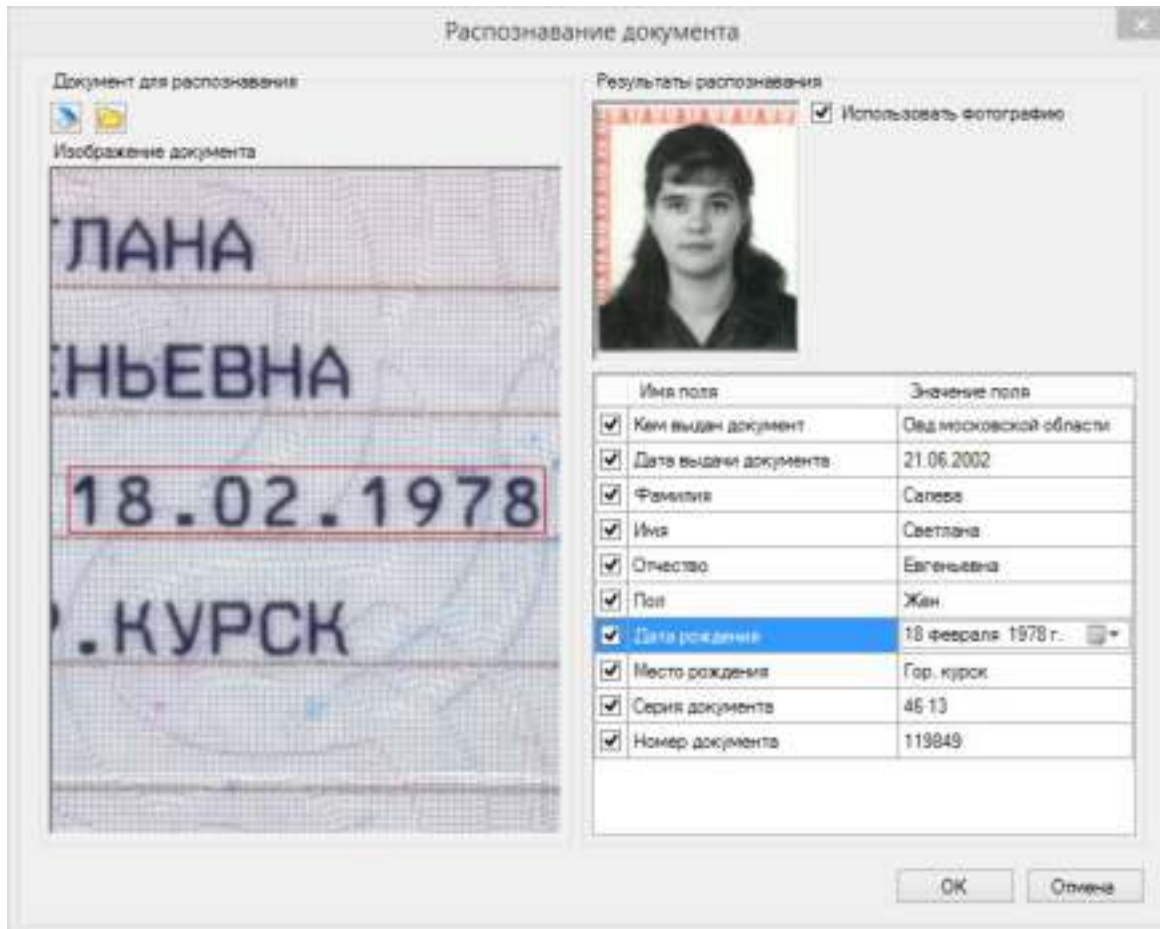 Распознавание документа
Документ для распознавания
Изображение документа
ТЛАНА
ЕНЬЕВНА
18.02.1978
Р.КУРСК
Результаты распознавания
Использовать фотографию
Имя поля Значение поля
Кем выдан документ Овд московской области
Дата выдачи документа 21.06.2002
Фамилия Сапева
Имя Светлана
Отчество Евгеньевна
Пол Жен
Дата рождения 18 февраля 1978 г.
Место рождения Гор. курск
Серия документа 46 13
Номер документа 119849
OK Отмена